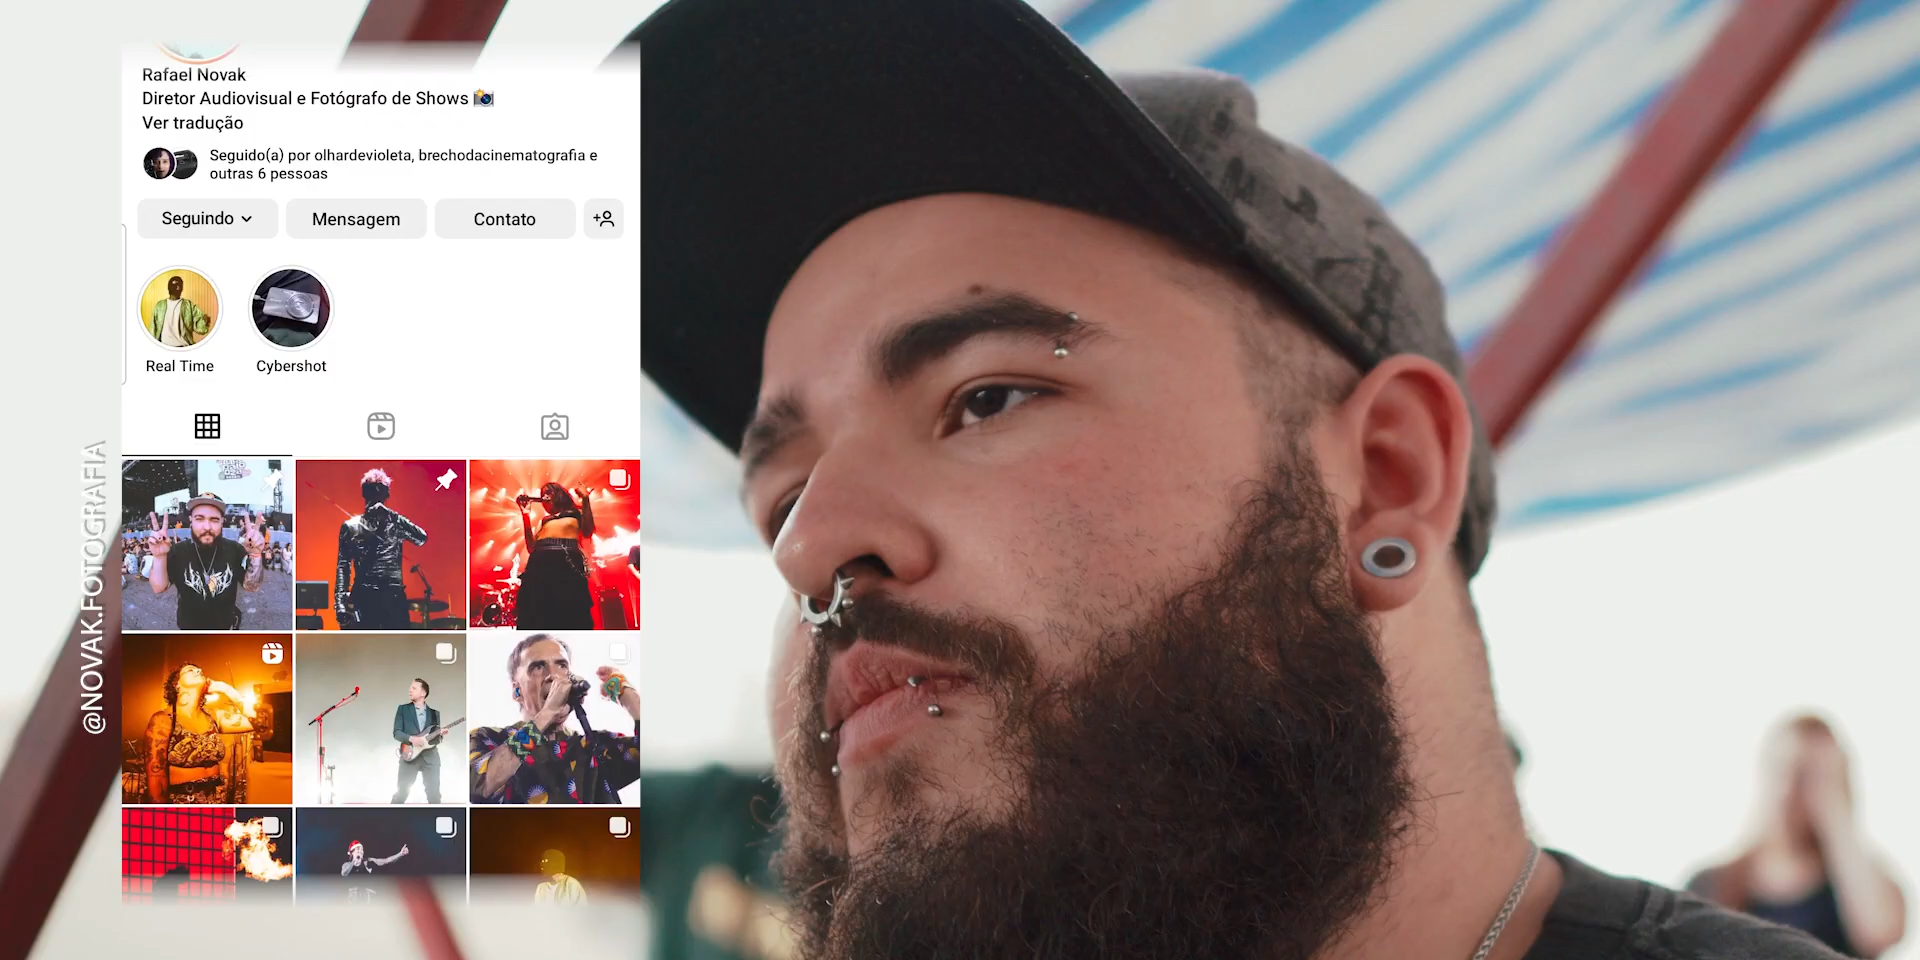 Rafael Novak
Diretor Audiovisual e Fotógrafo de Shows
Ver tradução
Seguido(a) por olhardevioleta, brechodacinematografia e
outras 6 pessoas
Seguindo
Mensagem
Contato
Real Time
Cybershot
@NOVAK.FOTOGRAFIA